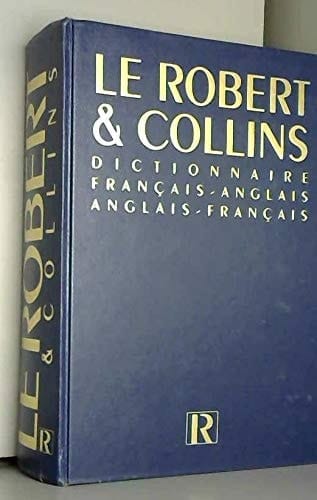 LE ROBERT
& COLLINS
DICTIONNAIRE
FRANÇAIS-ANGLAIS
ANGLAIS-FRANÇAIS
R
LE ROBERT
& COLLINS
R